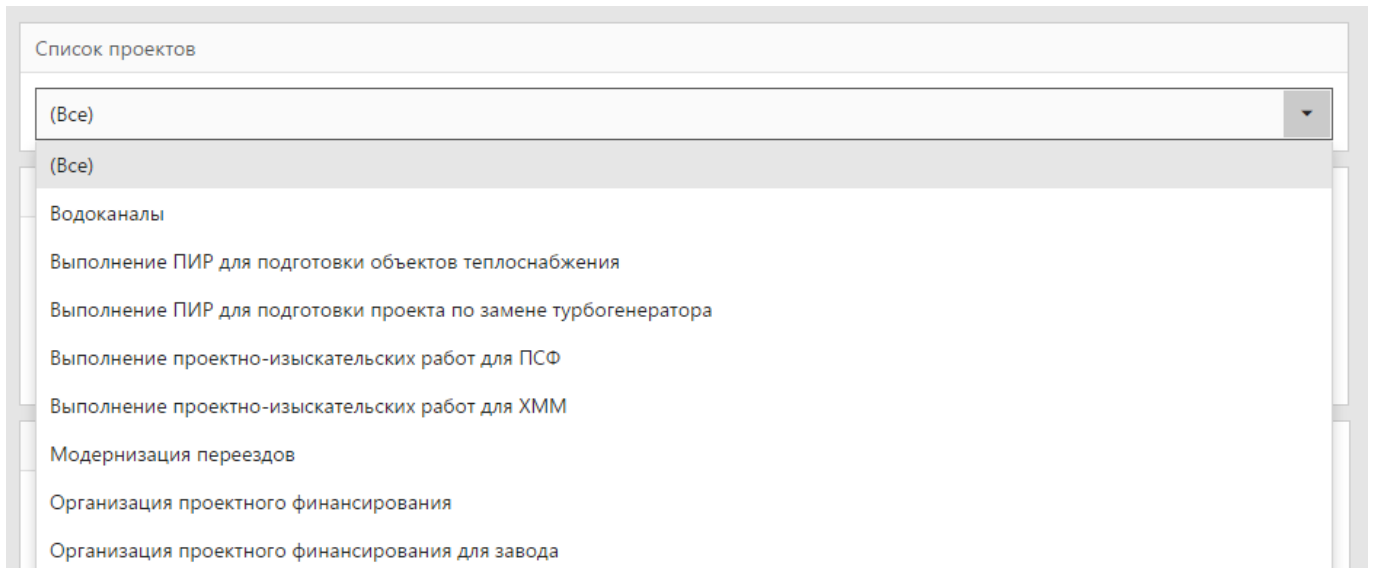 Список проектов
(Все)
(Все)
Водоканалы
Выполнение ПИР для подготовки объектов теплоснабжения
Выполнение ПИР для подготовки проекта по замене турбогенератора
Выполнение проектно-изыскательских работ для ПСФ
Выполнение проектно-изыскательских работ для ХММ
Модернизация переездов
Организация проектного финансирования
Организация проектного финансирования для завода